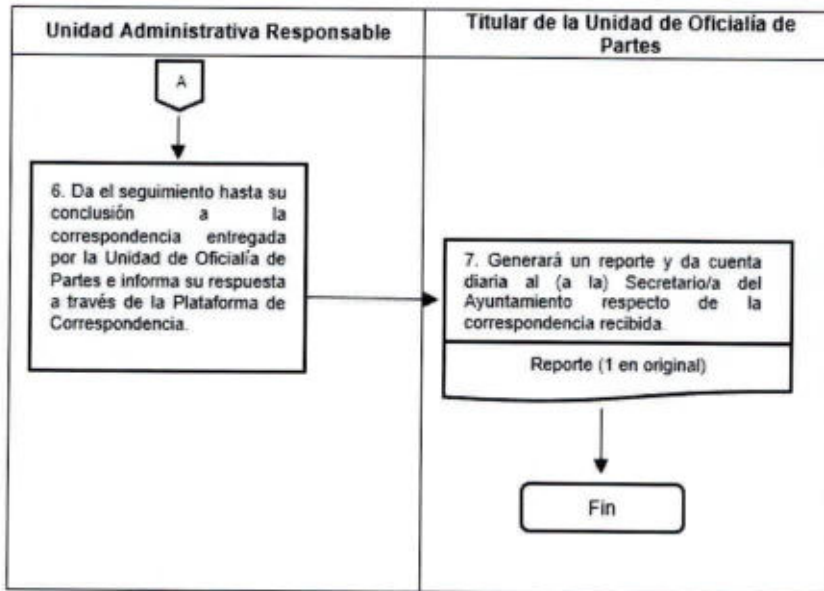 Unidad Administrativa Responsable
Titular de la Unidad de Oficialía de
Partes
A
6. Da el seguimiento hasta su
conclusión a la
correspondencia entregada
por la Unidad de Oficialía de
Partes e informa su respuesta
a través de la Plataforma de
Correspondencia.
7. Generará un reporte y da cuenta
diaria al (a la) Secretario/a del
Ayuntamiento respecto de la
correspondencia recibida.
Reporte (1 en original)
Fin